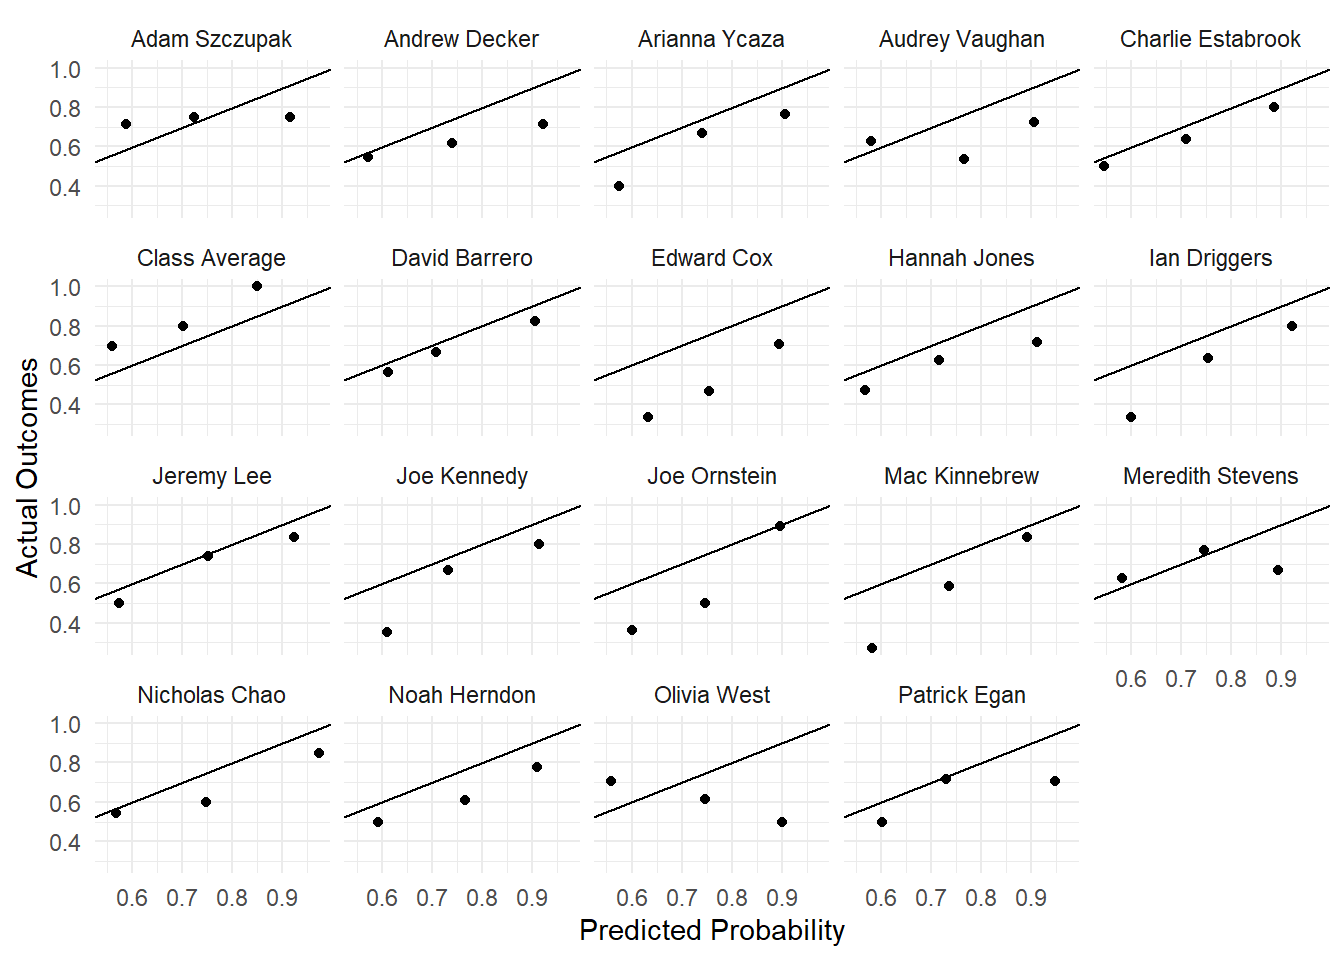 Adam Szczupak
Andrew Decker
Arianna Ycaza
Audrey Vaughan
Charlie Estabrook
1.0
0.8
0.6
0.4
Class Average
David Barrero
Edward Cox
Hannah Jones
Ian Driggers
1.0
0.8
0.6
0.4
Actual Outcomes
Jeremy Lee
Joe Kennedy
Joe Ornstein
Mac Kinnebrew
Meredith Stevens
1.0
0.8
0.6
0.4
0.6 0.7 0.8 0.9
Nicholas Chao
Noah Herndon
Olivia West
Patrick Egan
1.0
0.8
0.6
0.4
0.6 0.7 0.8 0.9
0.6 0.7 0.8 0.9
0.6 0.7 0.8 0.9
0.6 0.7 0.8 0.9
Predicted Probability